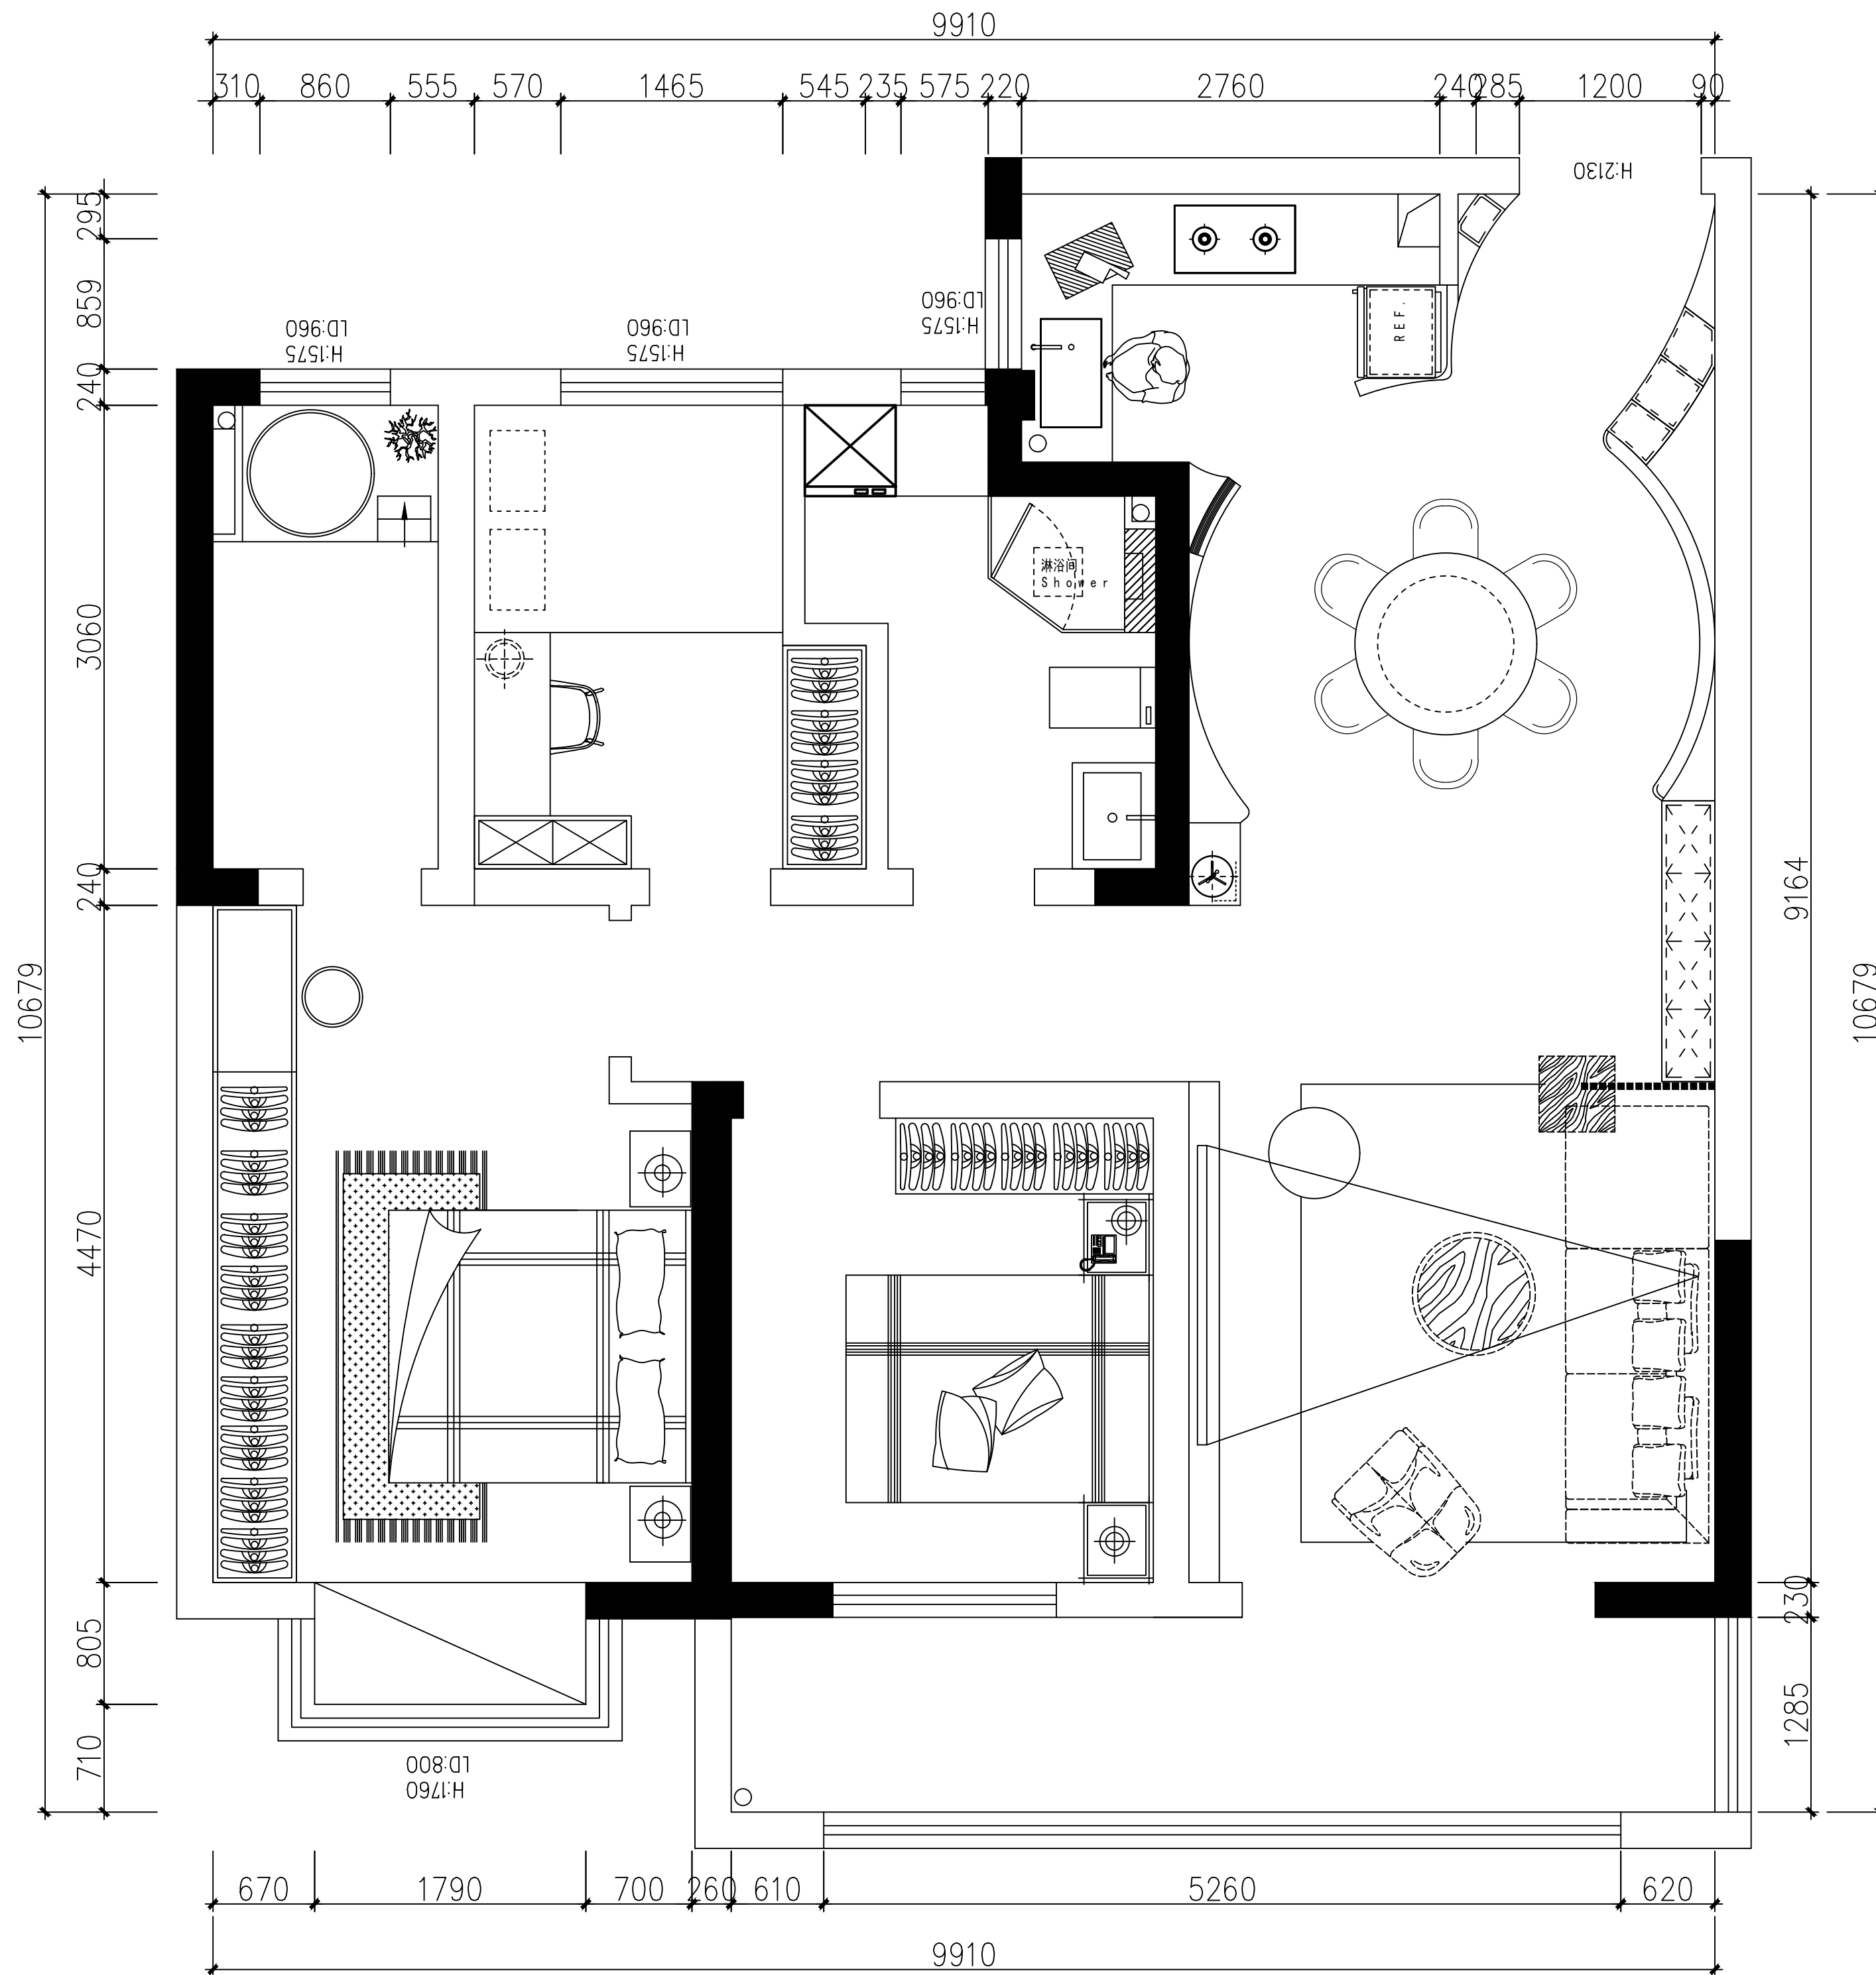 9910
310 860 555 570 1465 545 235 575 220 2760 240 285 1200 90
H:2130
295
859
240
3060
240
4470
805
710
10679
LD:960
H:1575
LD:960
H:1575
LD:960
H:1575
REF.
淋浴间
Shower
9164
230
1285
10679
LD:800
H:1760
670 1790 700 260 610 5260 620
9910